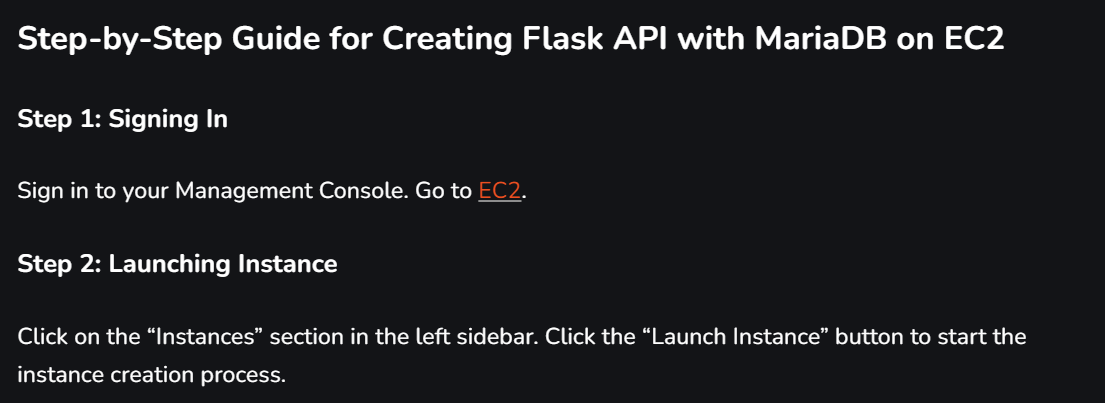 Step-by-Step Guide for Creating Flask API with MariaDB on EC2
Step 1: Signing In
Sign in to your Management Console. Go to EC2.
Step 2: Launching Instance
Click on the “Instances” section in the left sidebar. Click the “Launch Instance” button to start the
instance creation process.